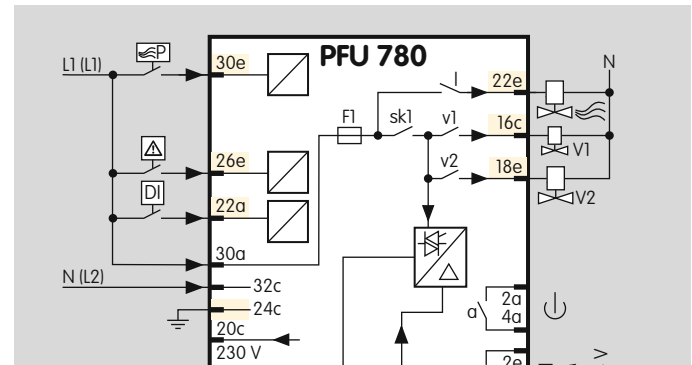 PFU 780
L1 (L1)
P
30e
I
22e
N
F1
sk1
v1
16c
V1
26e
v2
18e
V2
DI
22a
30a
N (L2)
32c
24c
a
2a
4a
20c
230 V
2e
>